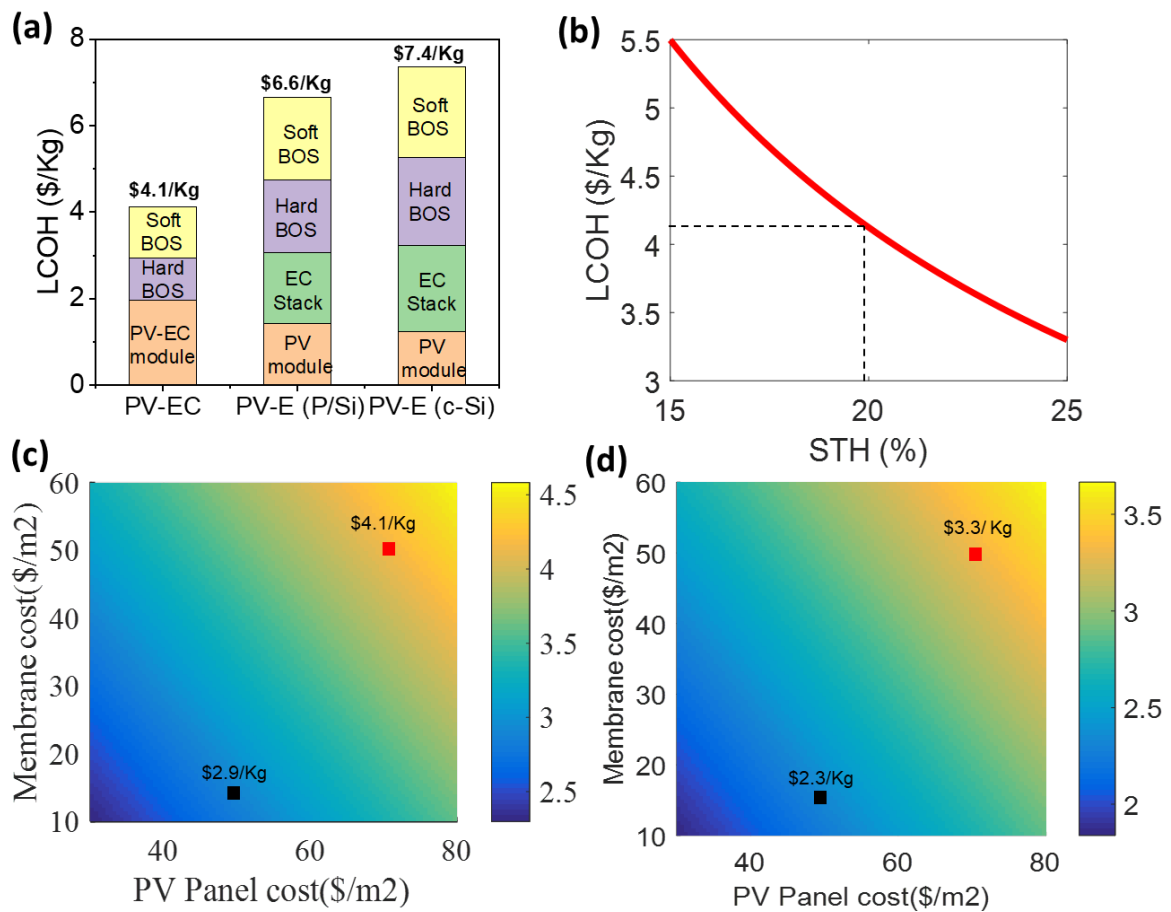 (a)
8
6
4
2
0
LCOH ($/Kg)
$4.1/Kg
Soft
BOS
Hard
BOS
PV-EC
module
$6.6/Kg
Soft
BOS
Hard
BOS
EC
Stack
PV
module
$7.4/Kg
Soft
BOS
Hard
BOS
EC
Stack
PV
module
PV-EC
PV-E (P/Si)
PV-E (c-Si)
(b)
5.5
5
4.5
4
3.5
3
LCOH ($/Kg)
15
20
25
STH (%)
(c)
60
50
40
30
20
10
Membrane cost($/m2)
$4.1/Kg
$2.9/Kg
40
60
80
PV Panel cost($/m2)
4.5
4
3.5
3
2.5
(d)
60
50
40
30
20
10
Membrane cost($/m2)
$3.3/ Kg
$2.3/Kg
40
60
80
PV Panel cost($/m2)
3.5
3
2.5
2